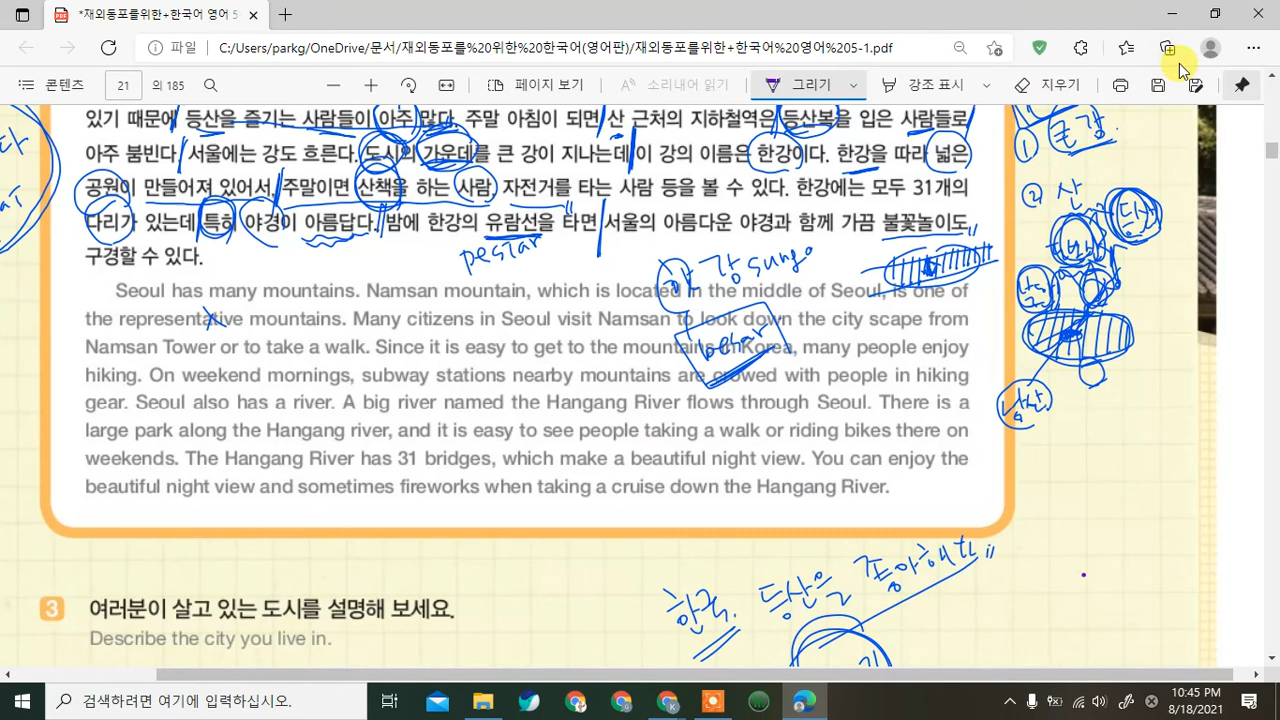 *재외동포를위한+한국어 영어 5
파일
C:/Users/parkg/OneDrive/문서/재외동포를%20위한%20한국어(영어판)/재외동포를위한+한국어%20영어%205-1.pdf
콘텐츠
21
의 185
페이지 보기
소리내어 읽기
그리기
강조 표시
지우기
있기 때문에 등산을 즐기는 사람들이 아주 많다. 주말 아침이 되면 산 근처의 지하철역은 등산복을 입은 사람들로
아주 붐빈다. 서울에는 강도 흐른다. 도시의 가운데를 큰 강이 지나는데 이 강의 이름은 한강이다. 한강을 따라 넓은
공원이 만들어져 있어서, 주말이면 산책을 하는 사람, 자전거를 타는 사람 등을 볼 수 있다. 한강에는 모두 31개의
다리가 있는데 특히 야경이 아름답다. 밤에 한강의 유람선을 타면 서울의 아름다운 야경과 함께 가끔 불꽃놀이도
구경할 수 있다.
pesiar
강 sungo
besar
① 
② 산
남산
Seoul has many mountains. Namsan mountain, which is located in the middle of Seoul, is one of
the representative mountains. Many citizens in Seoul visit Namsan to look down the city scape from
Namsan Tower or to take a walk. Since it is easy to get to the mountains in Korea, many people enjoy
hiking. On weekend mornings, subway stations nearby mountains are crowed with people in hiking
gear. Seoul also has a river. A big river named the Hangang River flows through Seoul. There is a
large park along the Hangang river, and it is easy to see people taking a walk or riding bikes there on
weekends. The Hangang River has 31 bridges, which make a beautiful night view. You can enjoy the
beautiful night view and sometimes fireworks when taking a cruise down the Hangang River.
한국. 등산을 좋아해요
3 여러분이 살고 있는 도시를 설명해 보세요.
Describe the city you live in.
검색하려면 여기에 입력하십시오.
10:45 PM
8/18/2021